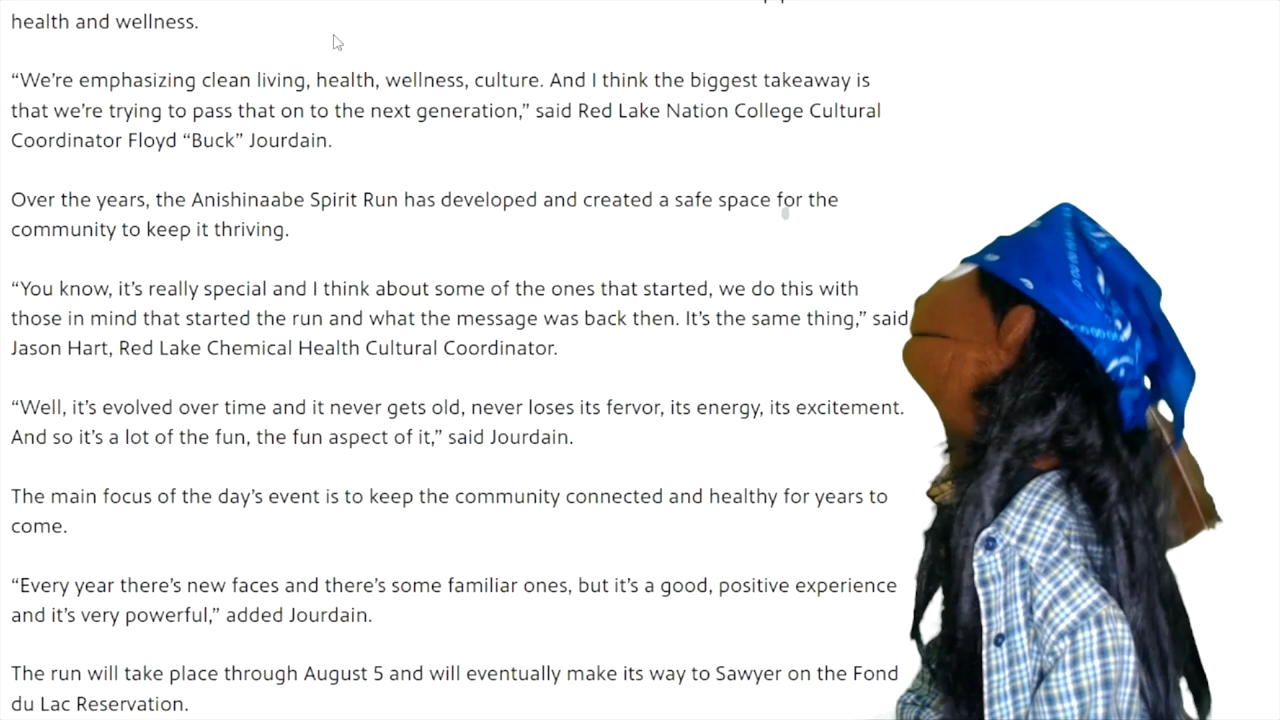 health and wellness.
“We’re emphasizing clean living, health, wellness, culture. And I think the biggest takeaway is
that we’re trying to pass that on to the next generation,” said Red Lake Nation College Cultural
Coordinator Floyd “Buck” Jourdain.
Over the years, the Anishinaabe Spirit Run has developed and created a safe space for the
community to keep it thriving.
“You know, it’s really special and I think about some of the ones that started, we do this with
those in mind that started the run and what the message was back then. It’s the same thing,” said
Jason Hart, Red Lake Chemical Health Cultural Coordinator.
“Well, it’s evolved over time and it never gets old, never loses its fervor, its energy, its excitement.
And so it’s a lot of the fun, the fun aspect of it,” said Jourdain.
The main focus of the day’s event is to keep the community connected and healthy for years to
come.
“Every year there’s new faces and there’s some familiar ones, but it’s a good, positive experience
and it’s very powerful,” added Jourdain.
The run will take place through August 5 and will eventually make its way to Sawyer on the Fond
du Lac Reservation.